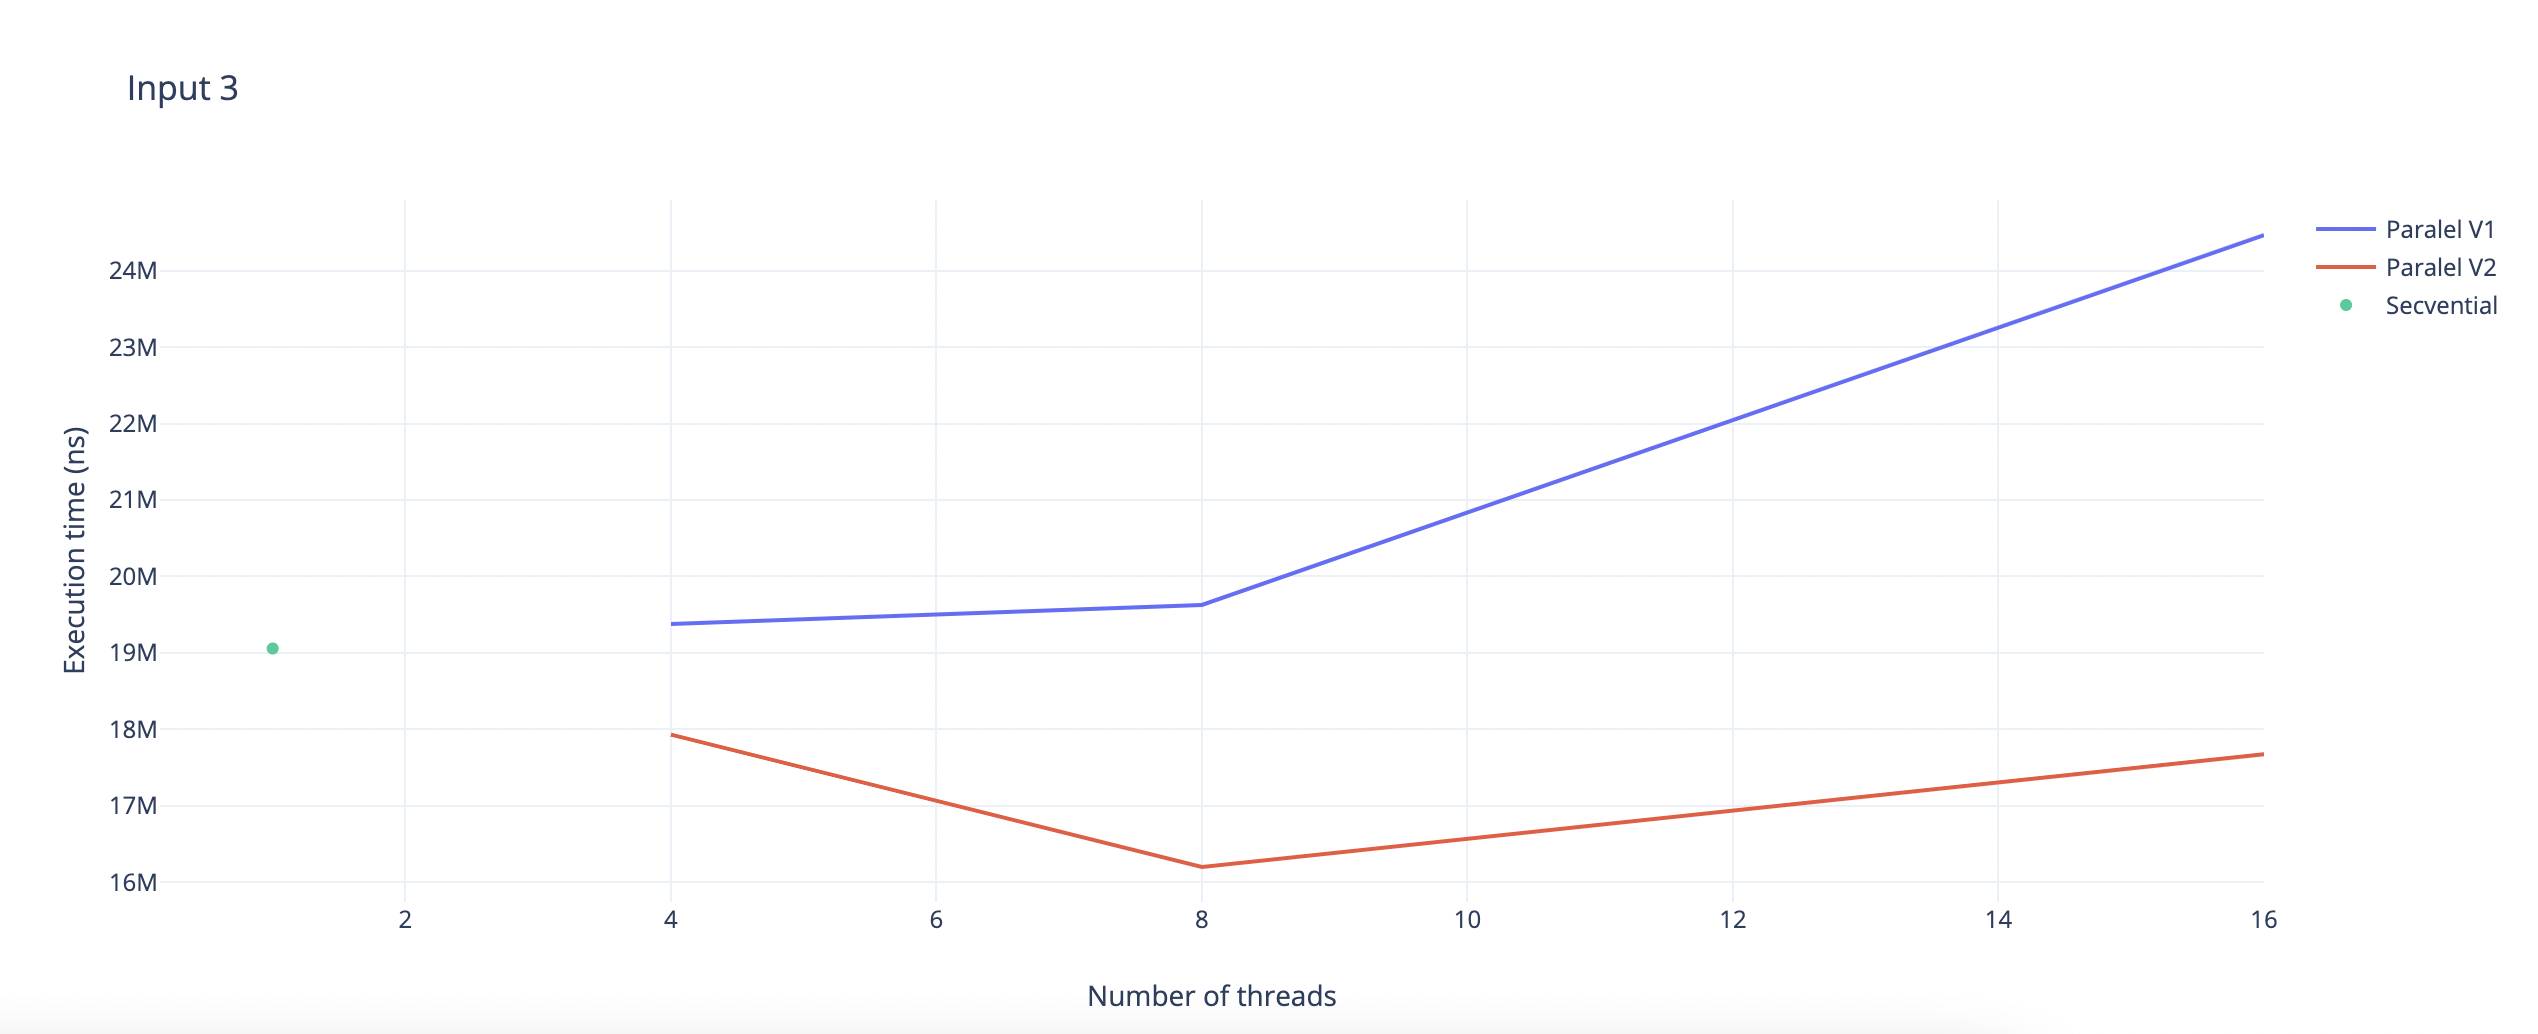 Input 3
Paralel V1
Paralel V2
Secvential
24M
23M
22M
21M
20M
19M
18M
17M
16M
Execution time (ns)
2 4 6 8 10 12 14 16
Number of threads